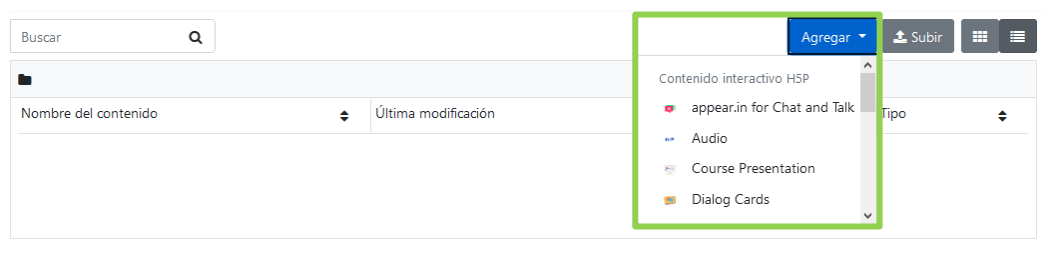 Buscar
Agregar
Subir
Contenido interactivo H5P
Nombre del contenido
Última modificación
Tipo
appear.in for Chat and Talk
Audio
Course Presentation
Dialog Cards